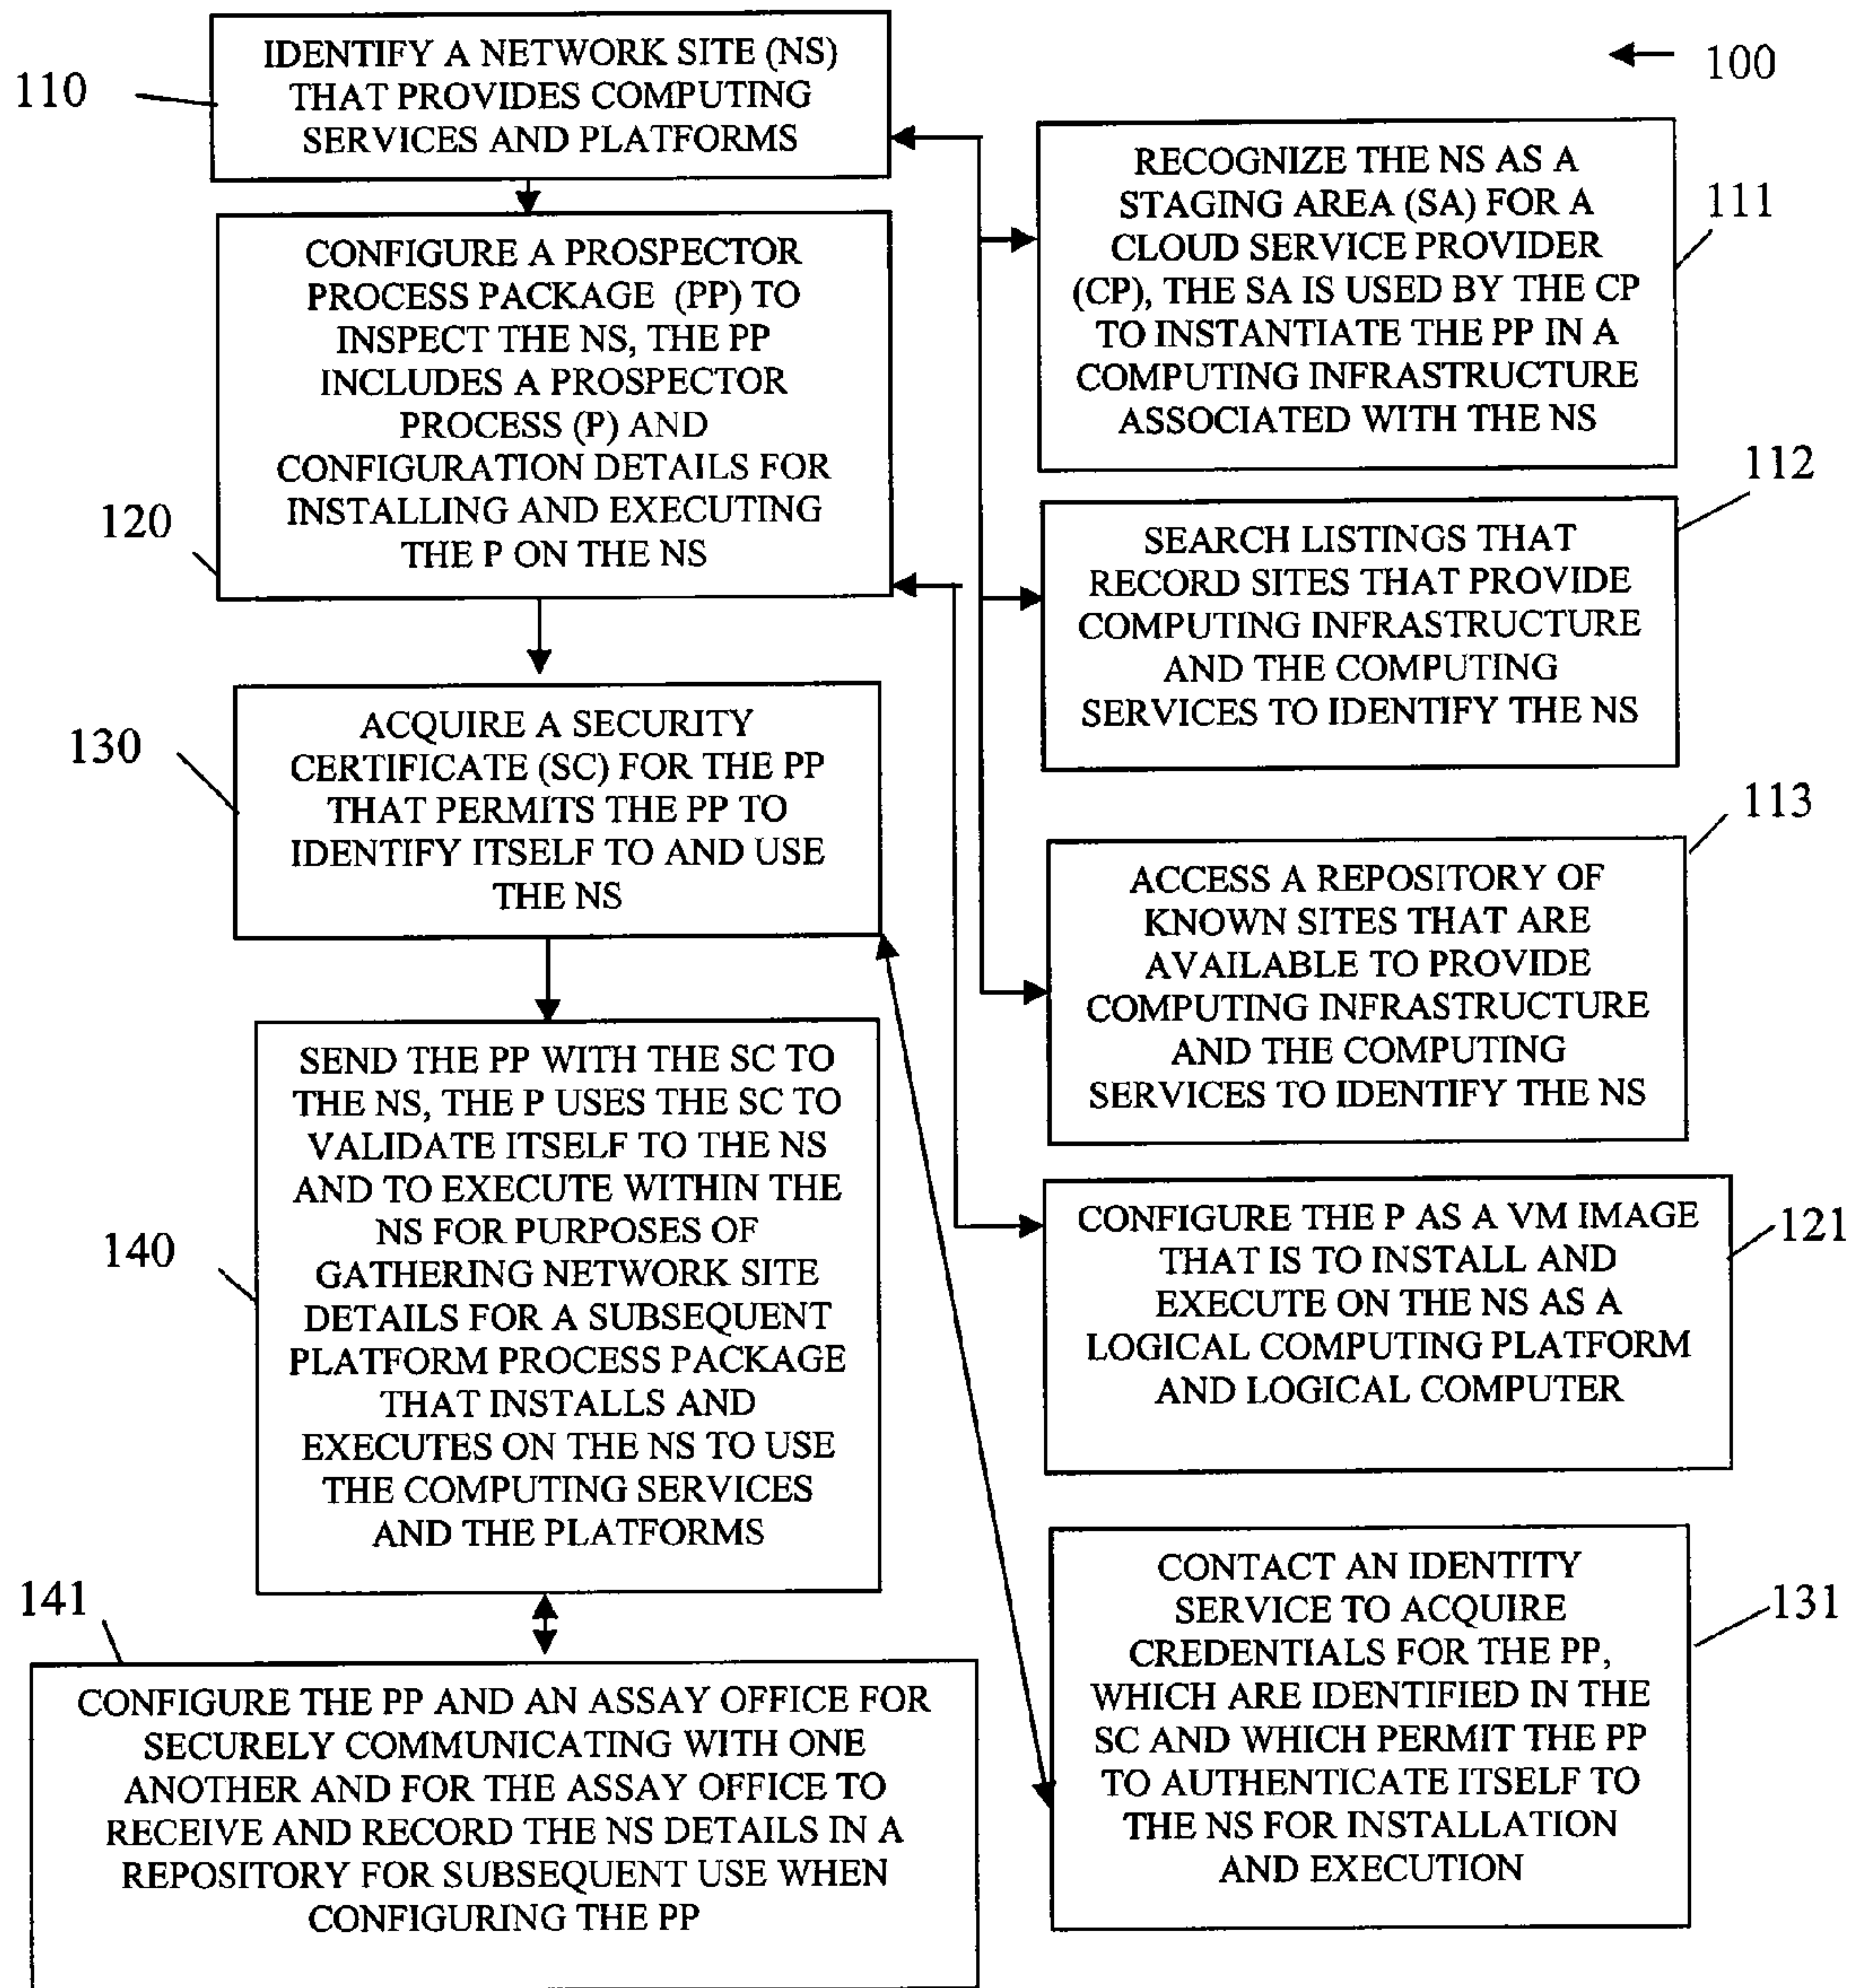 IDENTIFY A NETWORK SITE (NS)
THAT PROVIDES COMPUTING
SERVICES AND PLATFORMS
110
100
RECOGNIZE THE NS AS A
STAGING AREA (SA) FOR A
CLOUD SERVICE PROVIDER
(CP), THE SA IS USED BY THE CP
TO INSTANTIATE THE PP IN A
COMPUTING INFRASTRUCTURE
ASSOCIATED WITH THE NS
111
CONFIGURE A PROSPECTOR
PROCESS PACKAGE (PP) TO
INSPECT THE NS, THE PP
INCLUDES A PROSPECTOR
PROCESS (P) AND
CONFIGURATION DETAILS FOR
INSTALLING AND EXECUTING
THE P ON THE NS
120
112
SEARCH LISTINGS THAT
RECORD SITES THAT PROVIDE
COMPUTING INFRASTRUCTURE
AND THE COMPUTING
SERVICES TO IDENTIFY THE NS
ACQUIRE A SECURITY
CERTIFICATE (SC) FOR THE PP
THAT PERMITS THE PP TO
IDENTIFY ITSELF TO AND USE
THE NS
130
113
ACCESS A REPOSITORY OF
KNOWN SITES THAT ARE
AVAILABLE TO PROVIDE
COMPUTING INFRASTRUCTURE
AND THE COMPUTING
SERVICES TO IDENTIFY THE NS
SEND THE PP WITH THE SC TO
THE NS, THE P USES THE SC TO
VALIDATE ITSELF TO THE NS
AND TO EXECUTE WITHIN THE
NS FOR PURPOSES OF
GATHERING NETWORK SITE
DETAILS FOR A SUBSEQUENT
PLATFORM PROCESS PACKAGE
THAT INSTALLS AND
EXECUTES ON THE NS TO USE
THE COMPUTING SERVICES
AND THE PLATFORMS
140
CONFIGURE THE P AS A VM IMAGE
THAT IS TO INSTALL AND
EXECUTE ON THE NS AS A
LOGICAL COMPUTING PLATFORM
AND LOGICAL COMPUTER
121
CONTACT AN IDENTITY
SERVICE TO ACQUIRE
CREDENTIALS FOR THE PP,
WHICH ARE IDENTIFIED IN THE
SC AND WHICH PERMIT THE PP
TO AUTHENTICATE ITSELF TO
THE NS FOR INSTALLATION
AND EXECUTION
131
141
CONFIGURE THE PP AND AN ASSAY OFFICE FOR
SECURELY COMMUNICATING WITH ONE
ANOTHER AND FOR THE ASSAY OFFICE TO
RECEIVE AND RECORD THE NS DETAILS IN A
REPOSITORY FOR SUBSEQUENT USE WHEN
CONFIGURING THE PP